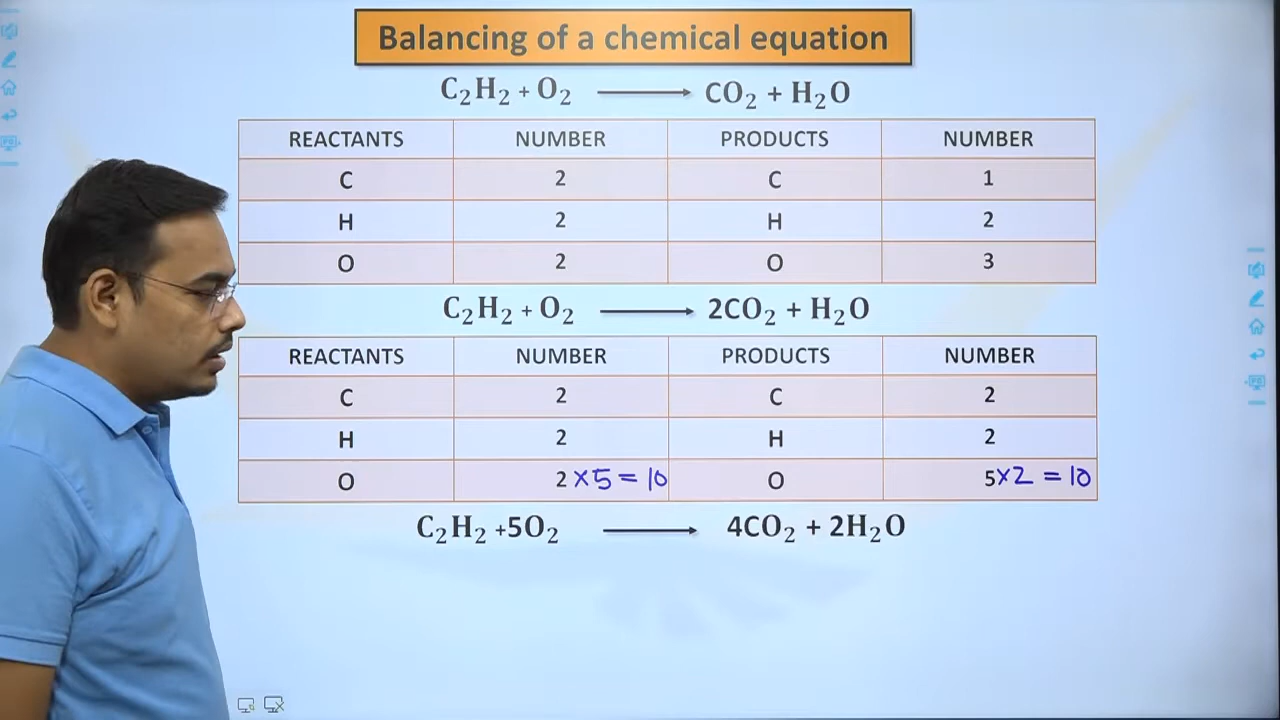 Balancing of a chemical equation
C₂H₂ + O₂ ⟶ CO₂ + H₂O
REACTANTS NUMBER PRODUCTS NUMBER
C 2 C 1
H 2 H 2
O 2 O 3
C₂H₂ + O₂ ⟶ 2CO₂ + H₂O
REACTANTS NUMBER PRODUCTS NUMBER
C 2 C 2
H 2 H 2
O 2 ×5 = 10 O 5×2 = 10
C₂H₂ +5O₂ ⟶ 4CO₂ + 2H₂O